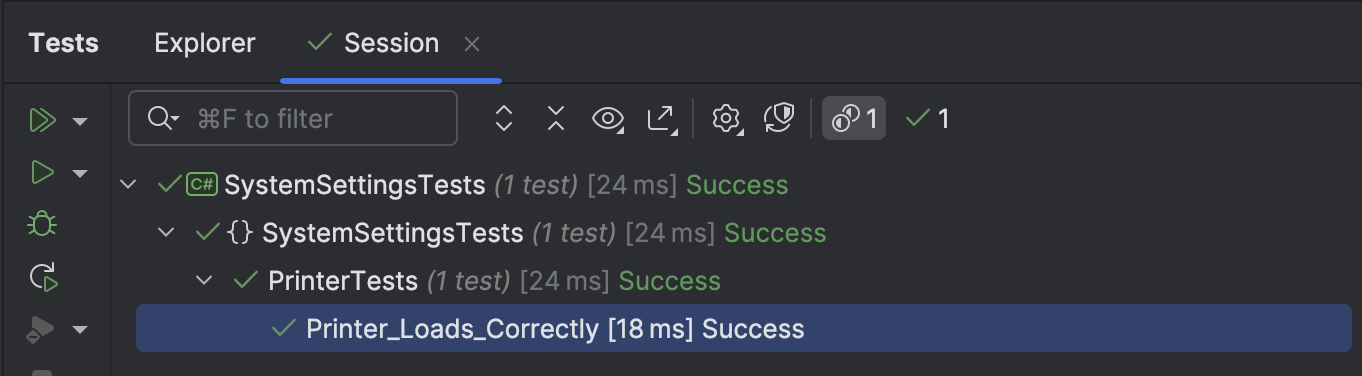 Tests Explorer Session
⌘F to filter 1 1
C# SystemSettingsTests (1 test) [24 ms] Success
{} SystemSettingsTests (1 test) [24 ms] Success
PrinterTests (1 test) [24 ms] Success
Printer_Loads_Correctly [18 ms] Success